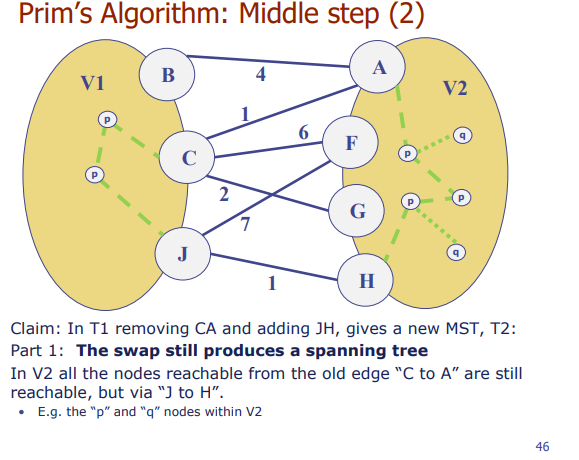 Prim's Algorithm: Middle step (2)
V1
B
4
A
V2
p
1
6
F
q
C
p
p
2
p
p
G
7
J
q
1
H
Claim: In T1 removing CA and adding JH, gives a new MST, T2:
Part 1: The swap still produces a spanning tree
In V2 all the nodes reachable from the old edge “C to A” are still
reachable, but via “J to H”.
• E.g. the “p” and “q” nodes within V2
46